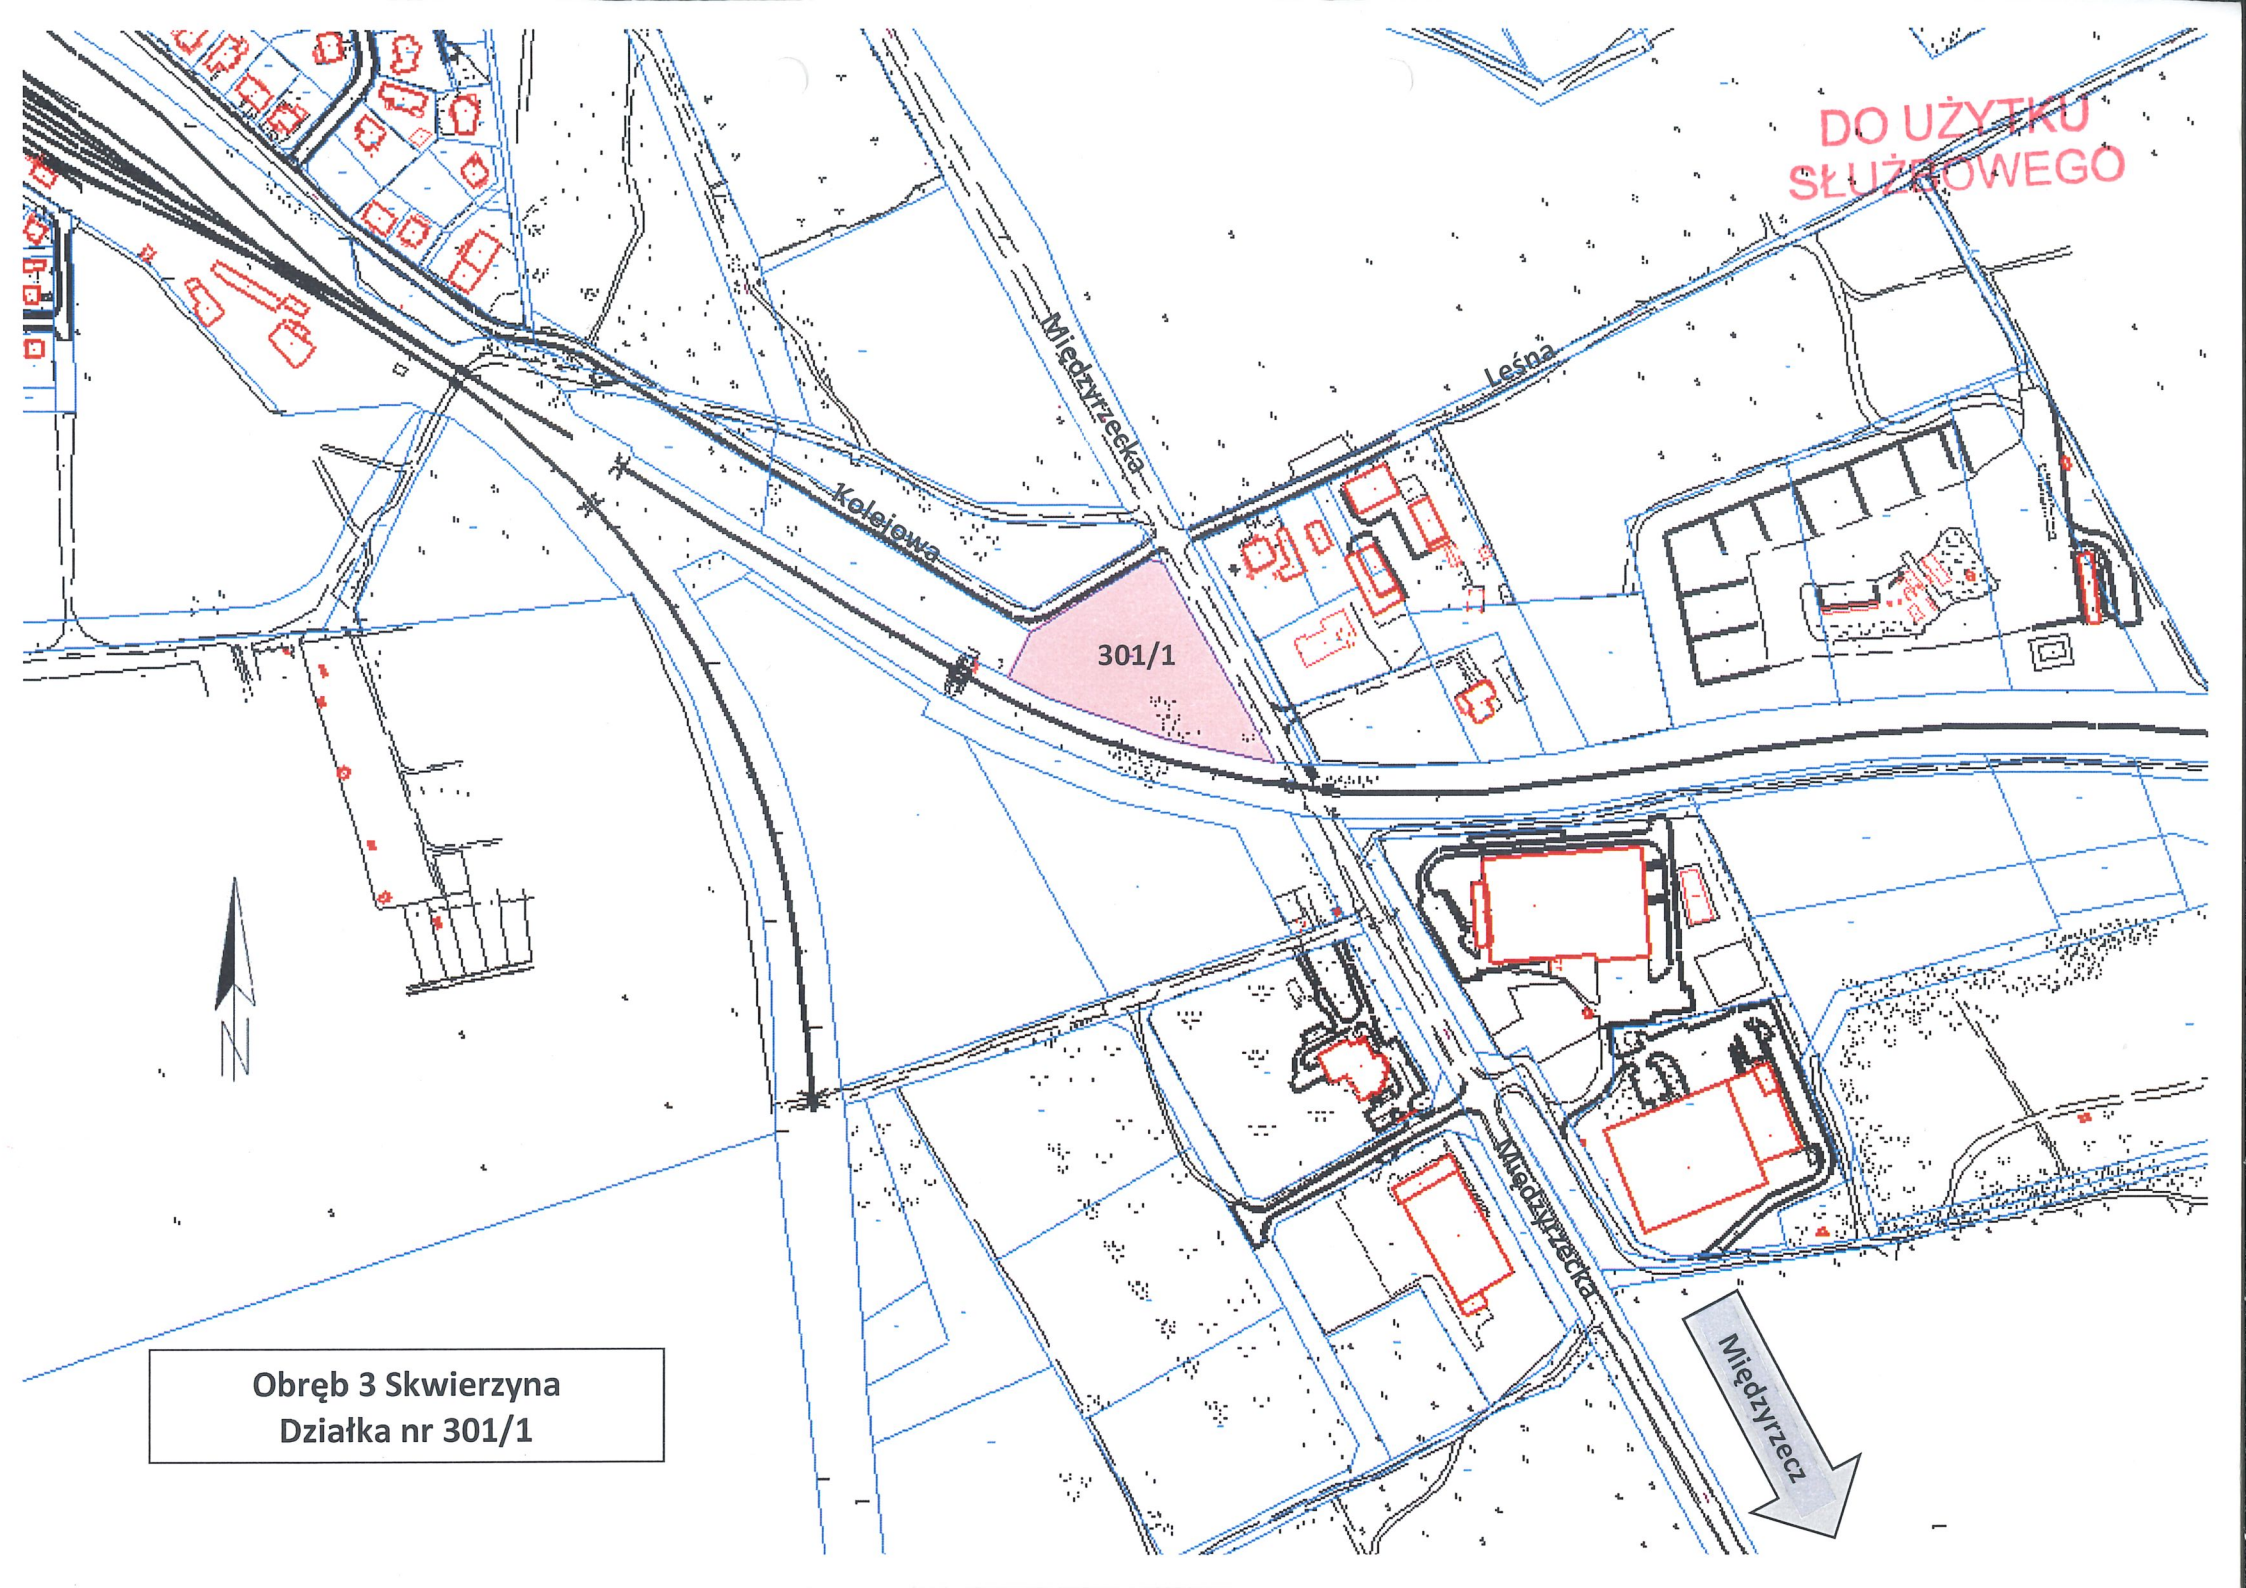 DO UŻYTKU
SŁUŻBOWEGO
Międzyrzecka
Leśna
Kolejowa
301/1
N
Międzyrzecka
Międzyrzecz
Obręb 3 Skwierzyna
Działka nr 301/1